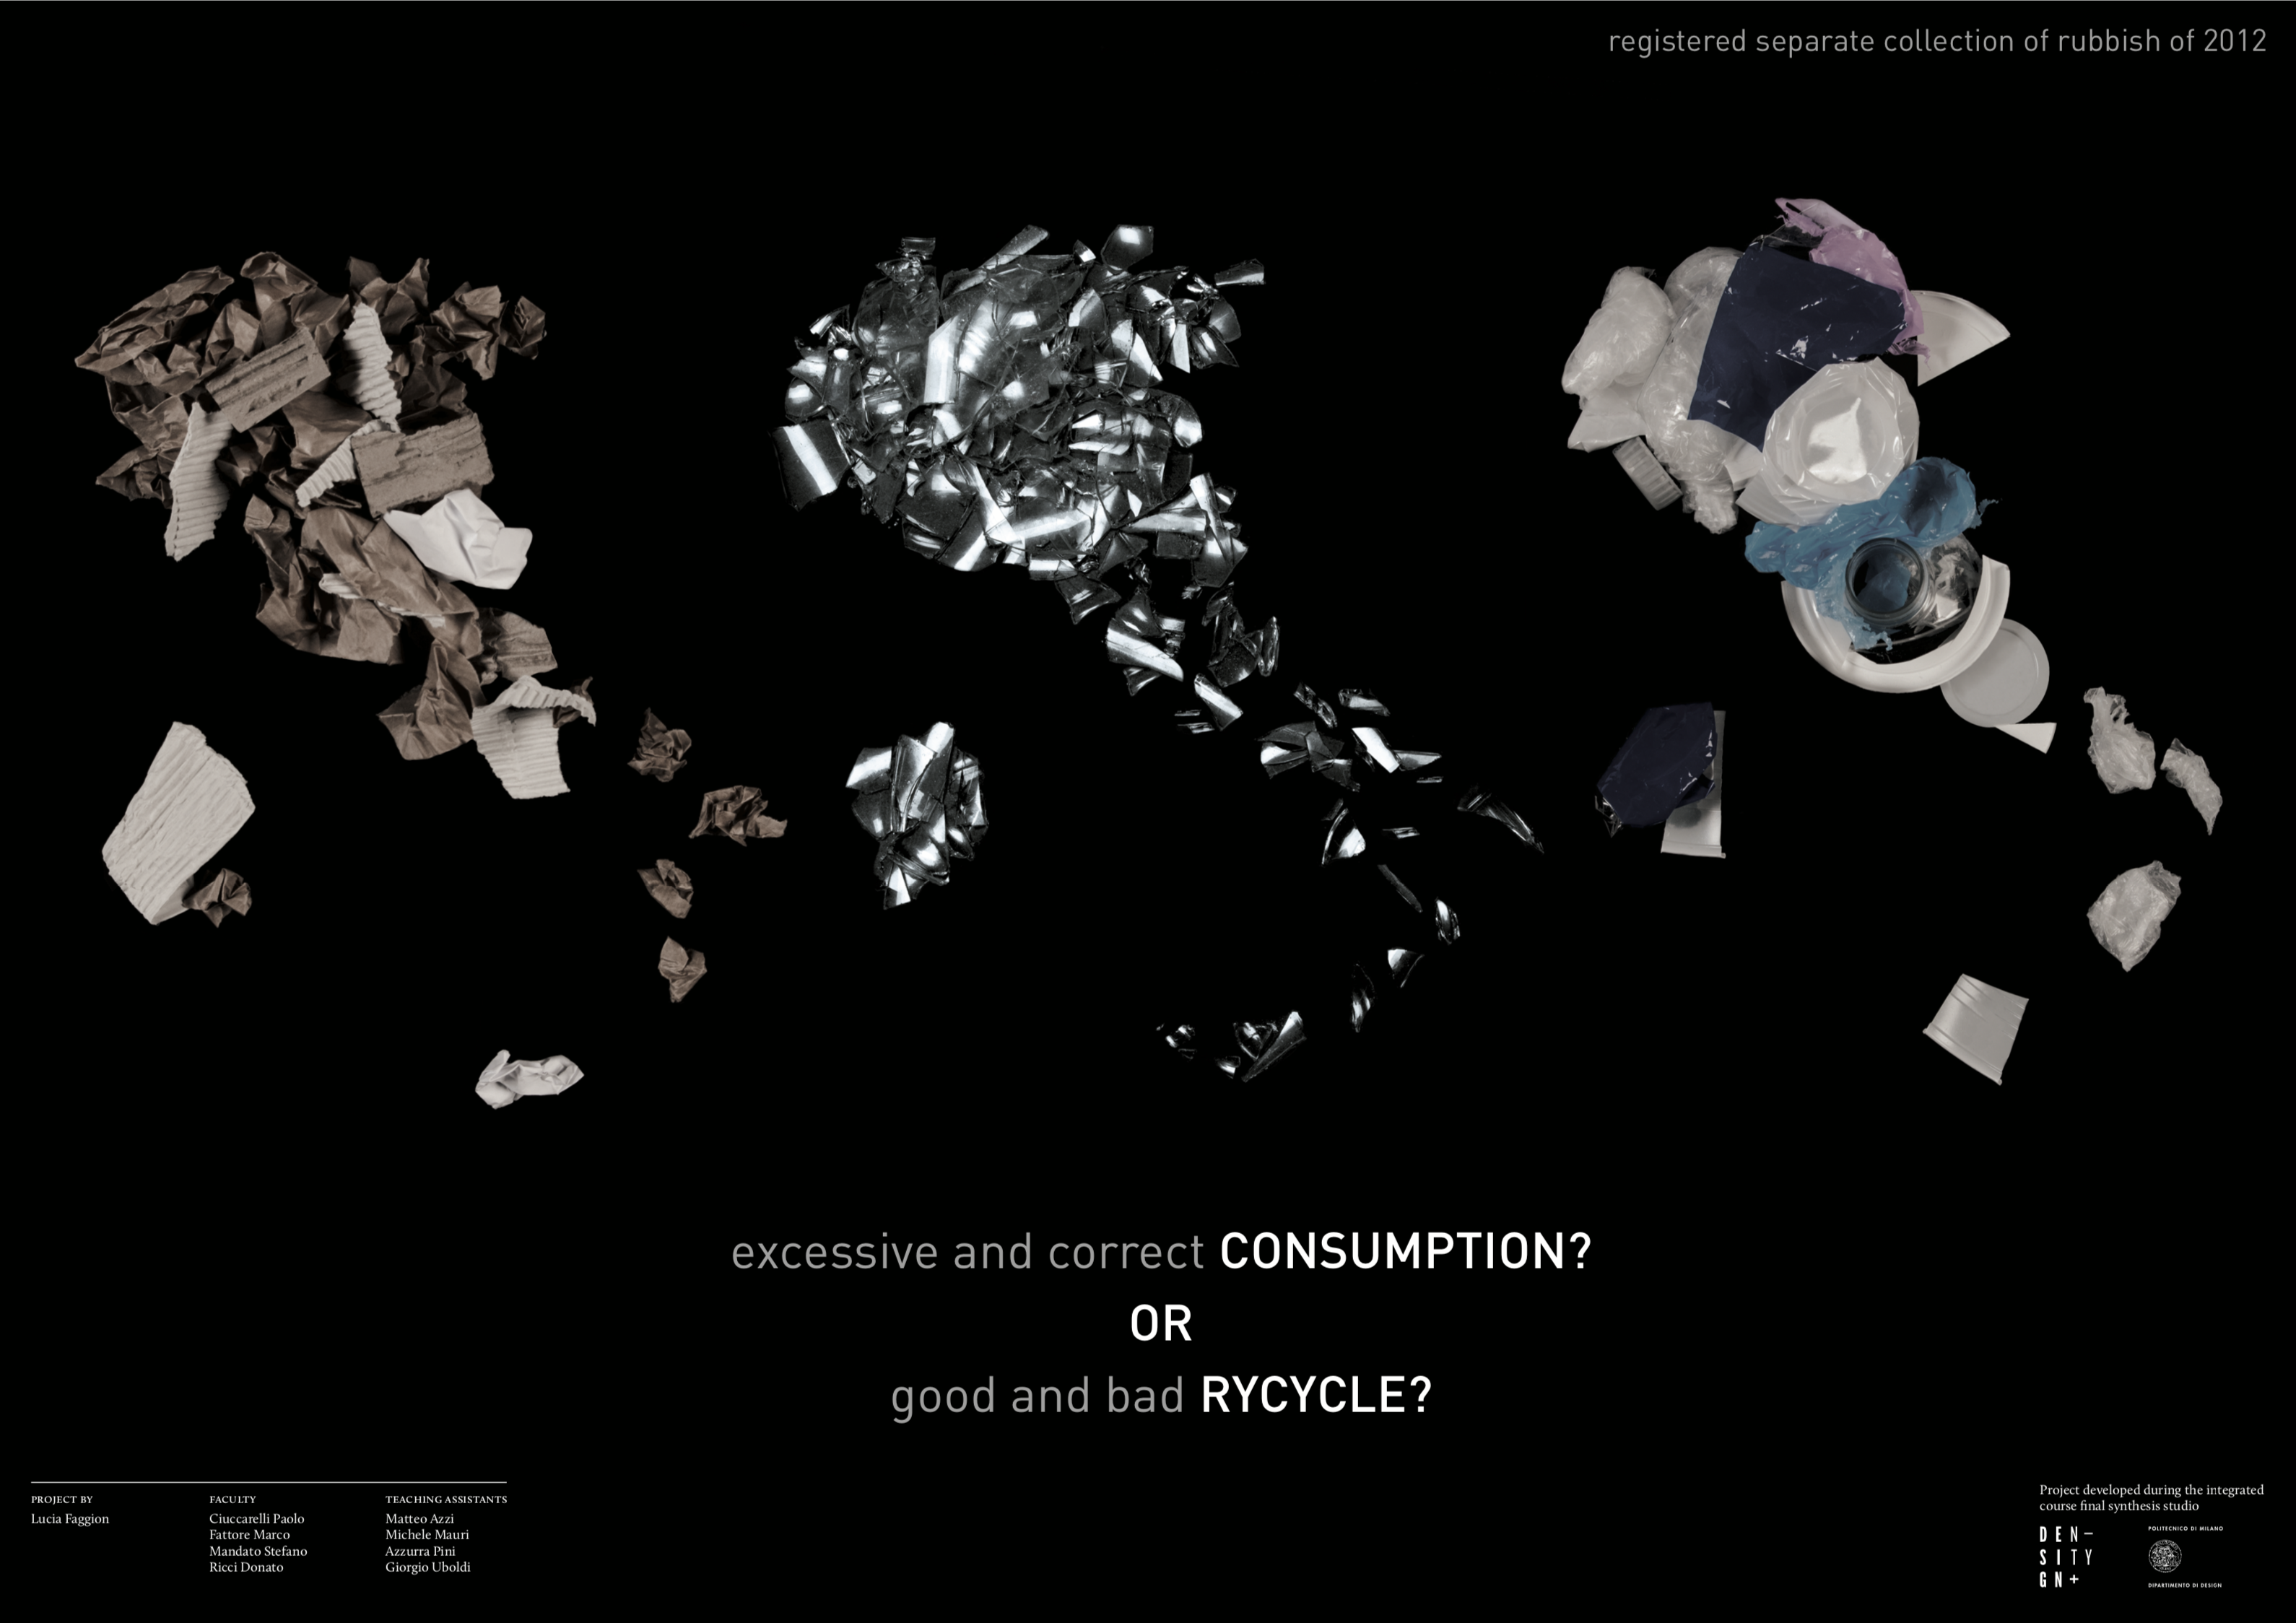 registered separate collection of rubbish of 2012
excessive and correct CONSUMPTION?
OR
good and bad RYCYCLE?
PROJECT BY
Lucia Faggion
FACULTY
Ciuccarelli Paolo
Fattore Marco
Mandato Stefano
Ricci Donato
TEACHING ASSISTANTS
Matteo Azzi
Michele Mauri
Azzurra Pini
Giorgio Uboldi
Project developed during the integrated
course final synthesis studio
DEN–
SITY
GN+
POLITECNICO DI MILANO
DIPARTIMENTO DI DESIGN